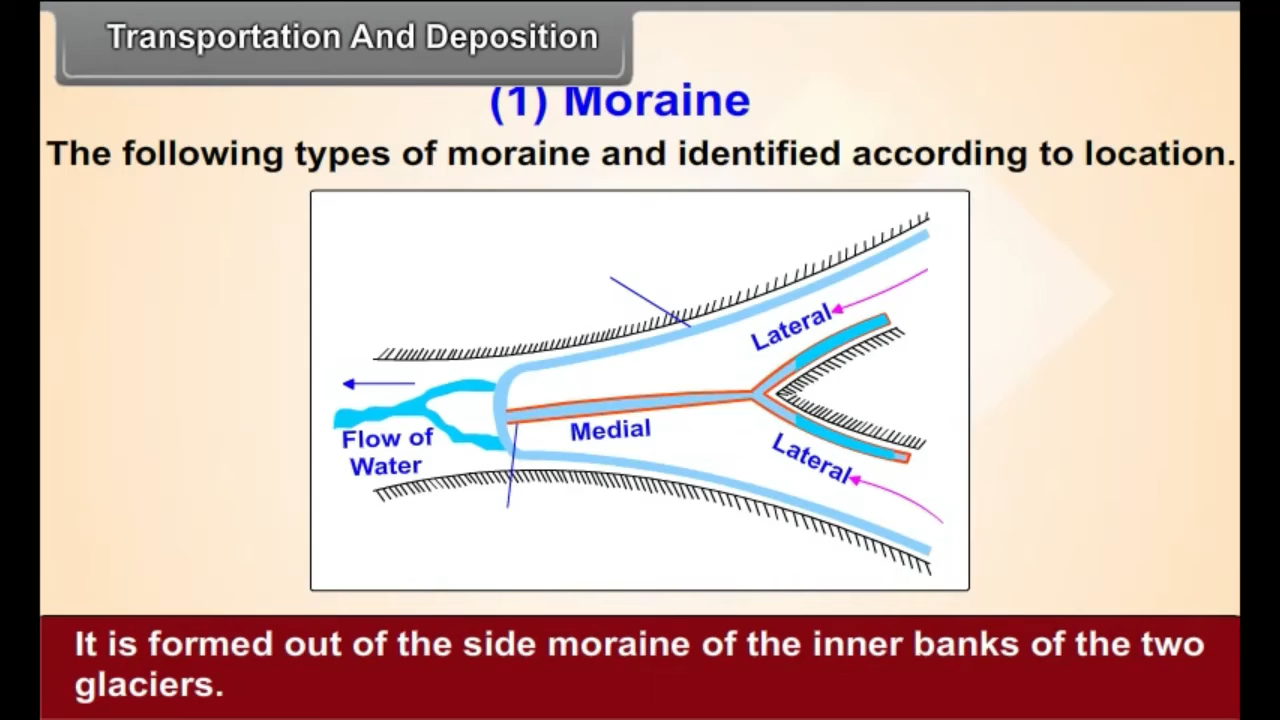 Transportation And Deposition
(1) Moraine
The following types of moraine and identified according to location.
Lateral
Medial
Flow of
Water
Lateral
It is formed out of the side moraine of the inner banks of the two
glaciers.